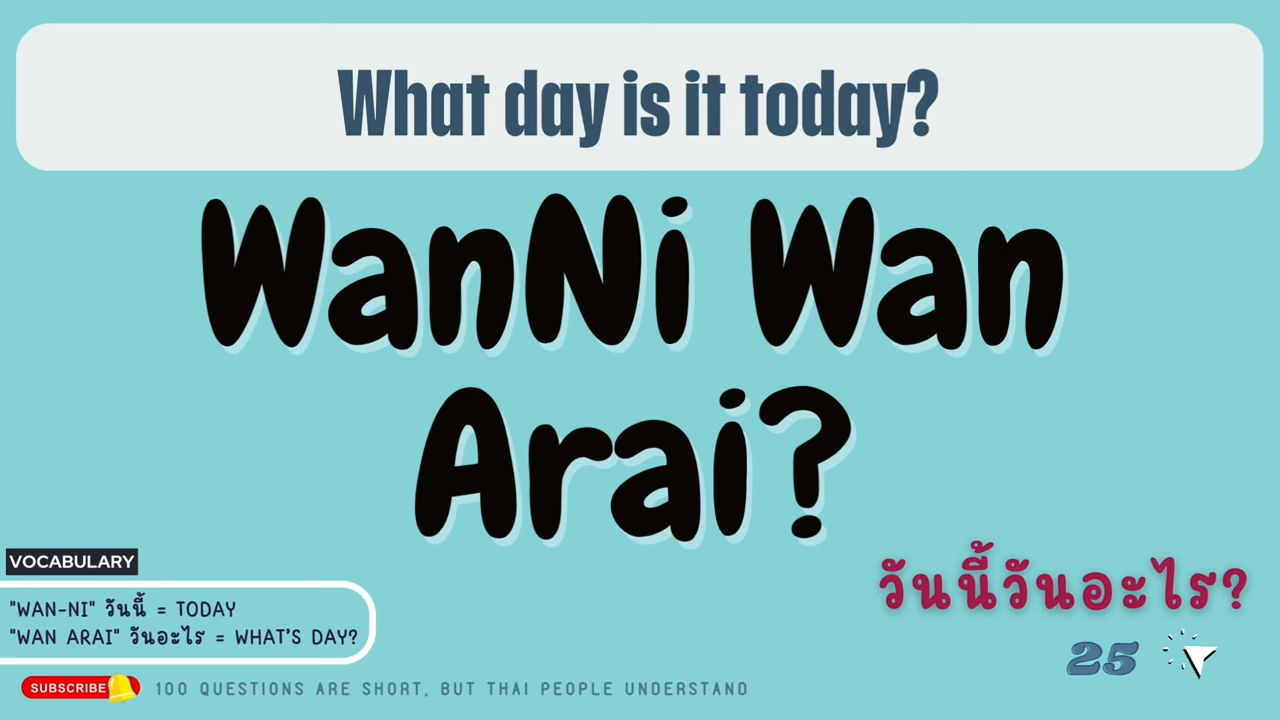 What day is it today?
WanNi Wan
Arai?
วันนี้วันอะไร?
VOCABULARY
"WAN-NI" วันนี้ = TODAY
"WAN ARAI" วันอะไร = WHAT'S DAY?
25
SUBSCRIBE
100 QUESTIONS ARE SHORT, BUT THAI PEOPLE UNDERSTAND